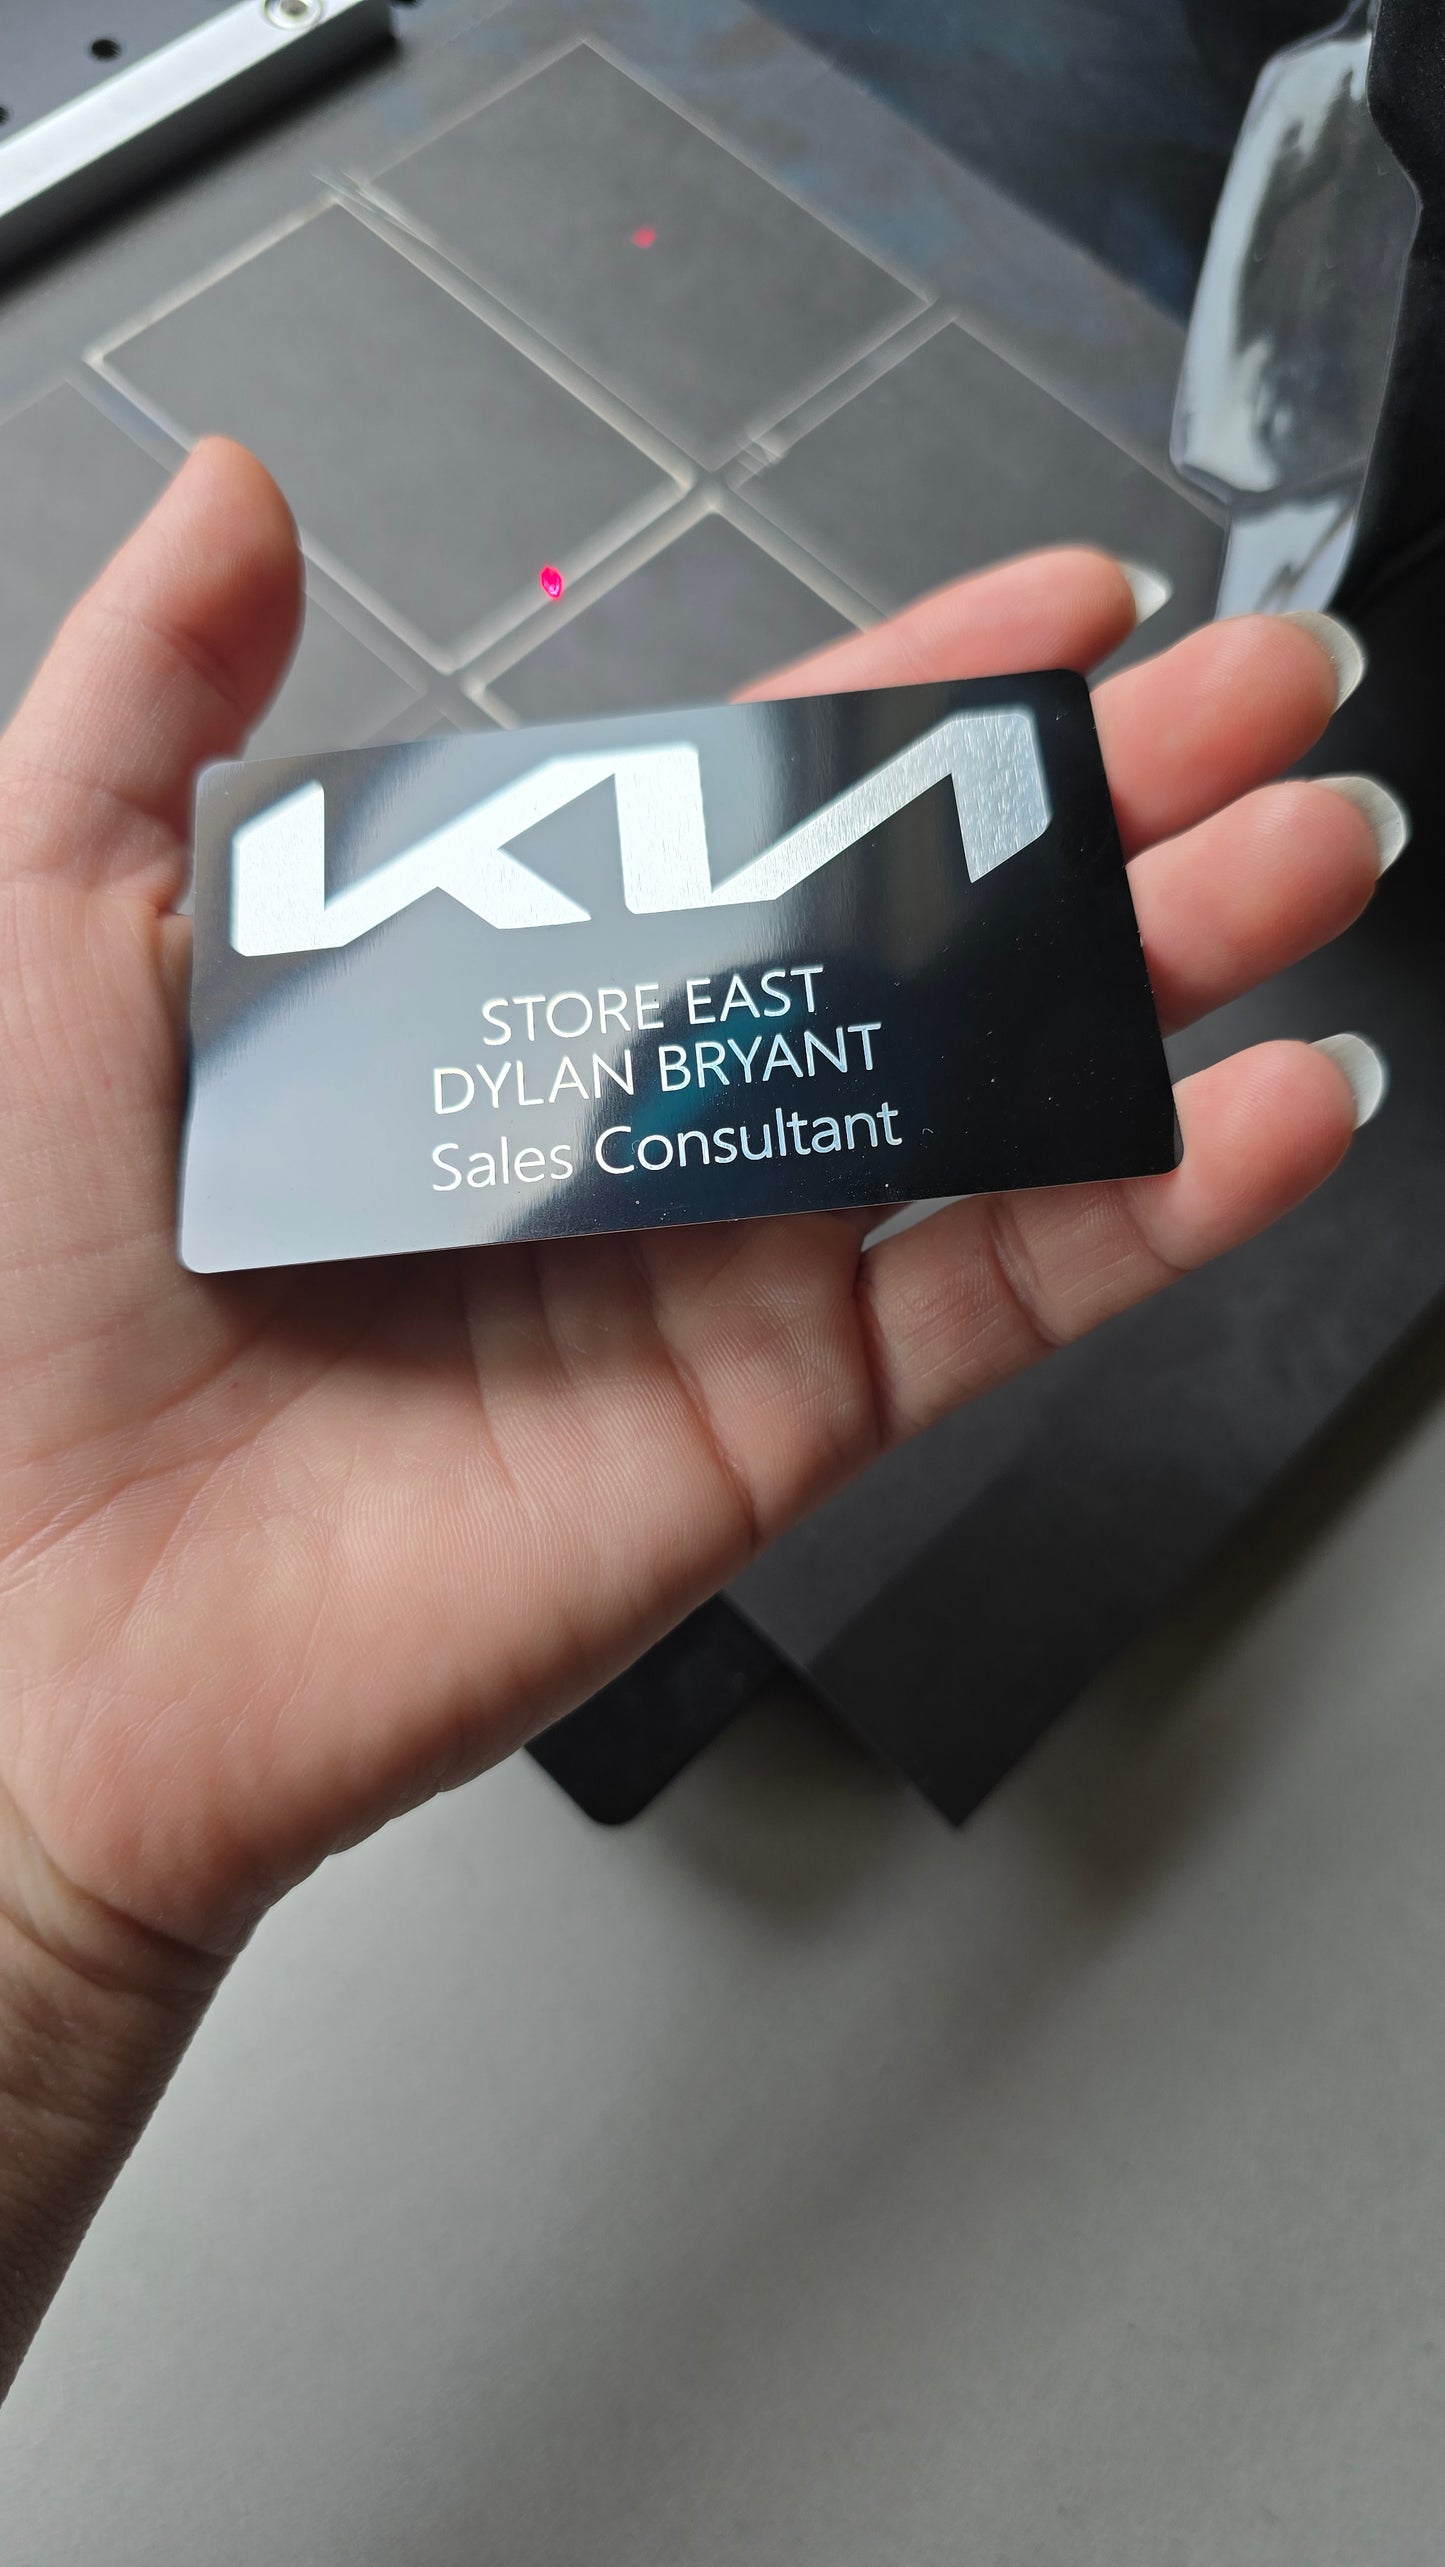 KIA
STORE EAST
DYLAN BRYANT
Sales Consultant